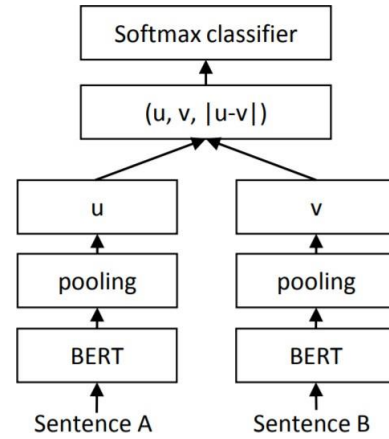 Softmax classifier
(u, v, |u-v|)
u v
pooling pooling
BERT BERT
Sentence A Sentence B